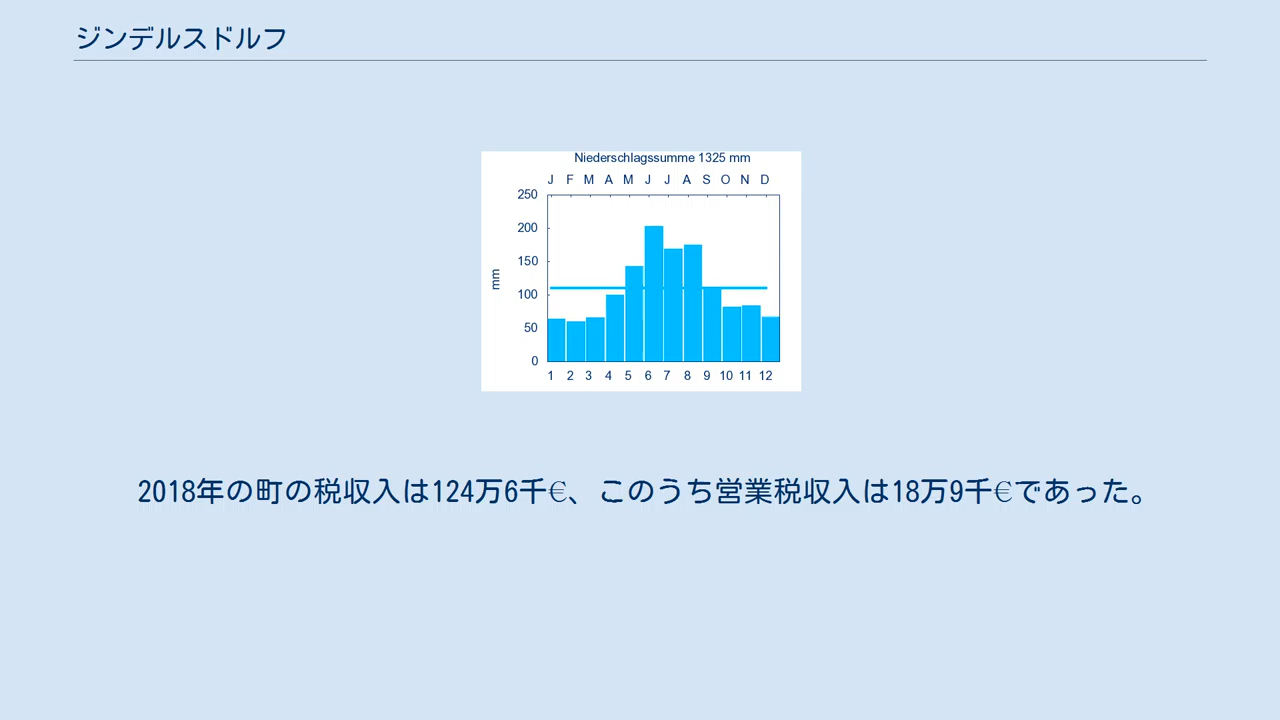 ジンデルスドルフ
Niederschlagssumme 1325 mm
J F M A M J J A S O N D
250
200
150
100
50
0
mm
1 2 3 4 5 6 7 8 9 10 11 12
2018年の町の税収入は124万6千€、このうち営業税収入は18万9千€であった。